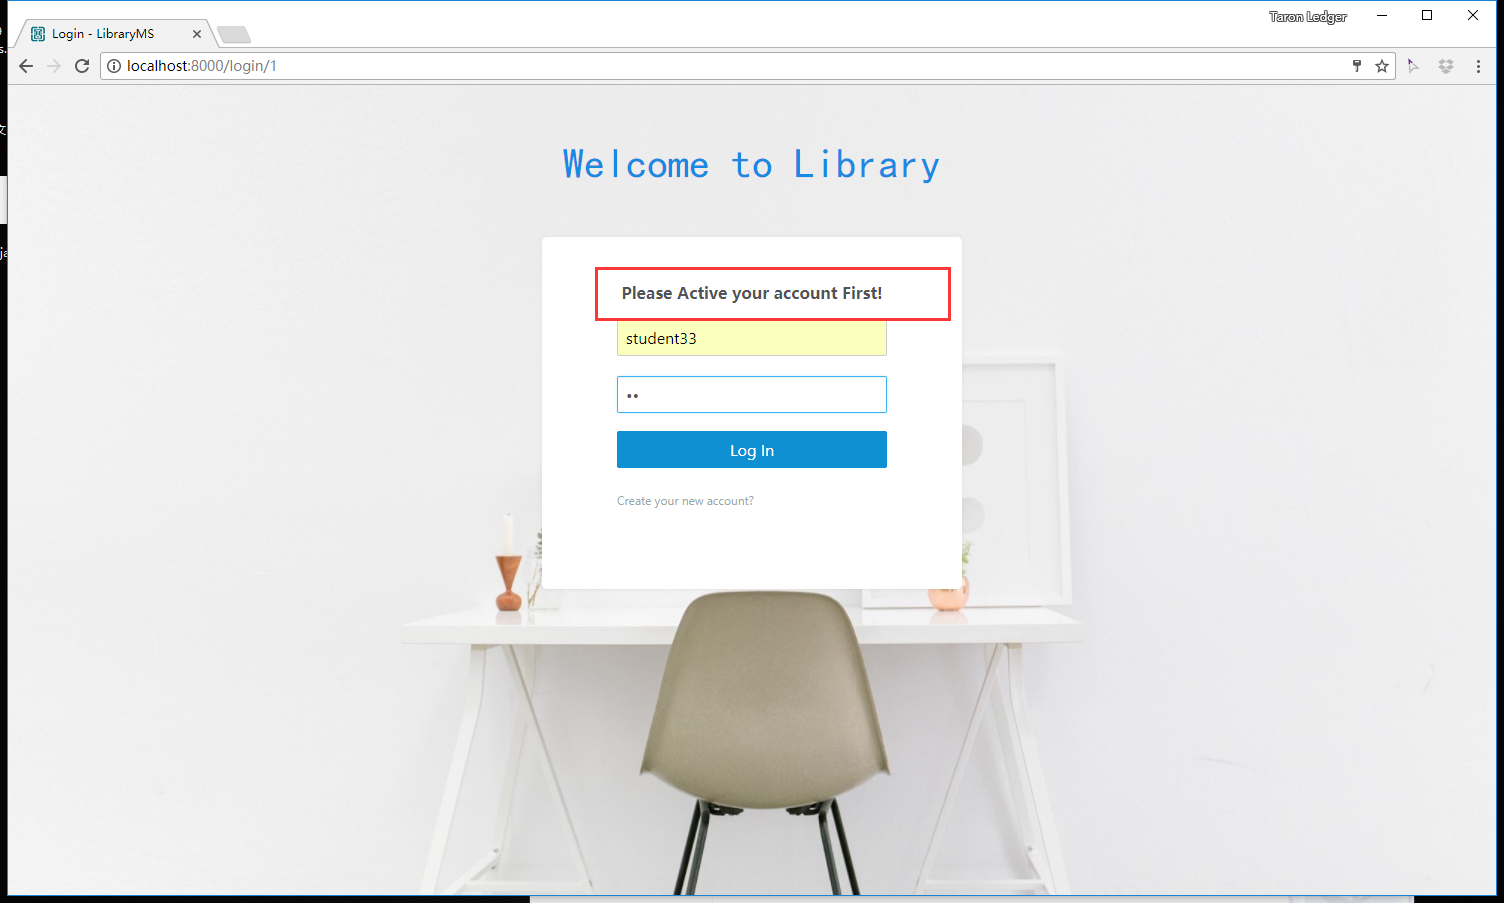 Taron Ledger
Login - LibraryMS
localhost:8000/login/1
Welcome to Library
Please Active your account First!
student33
••
Log In
Create your new account?